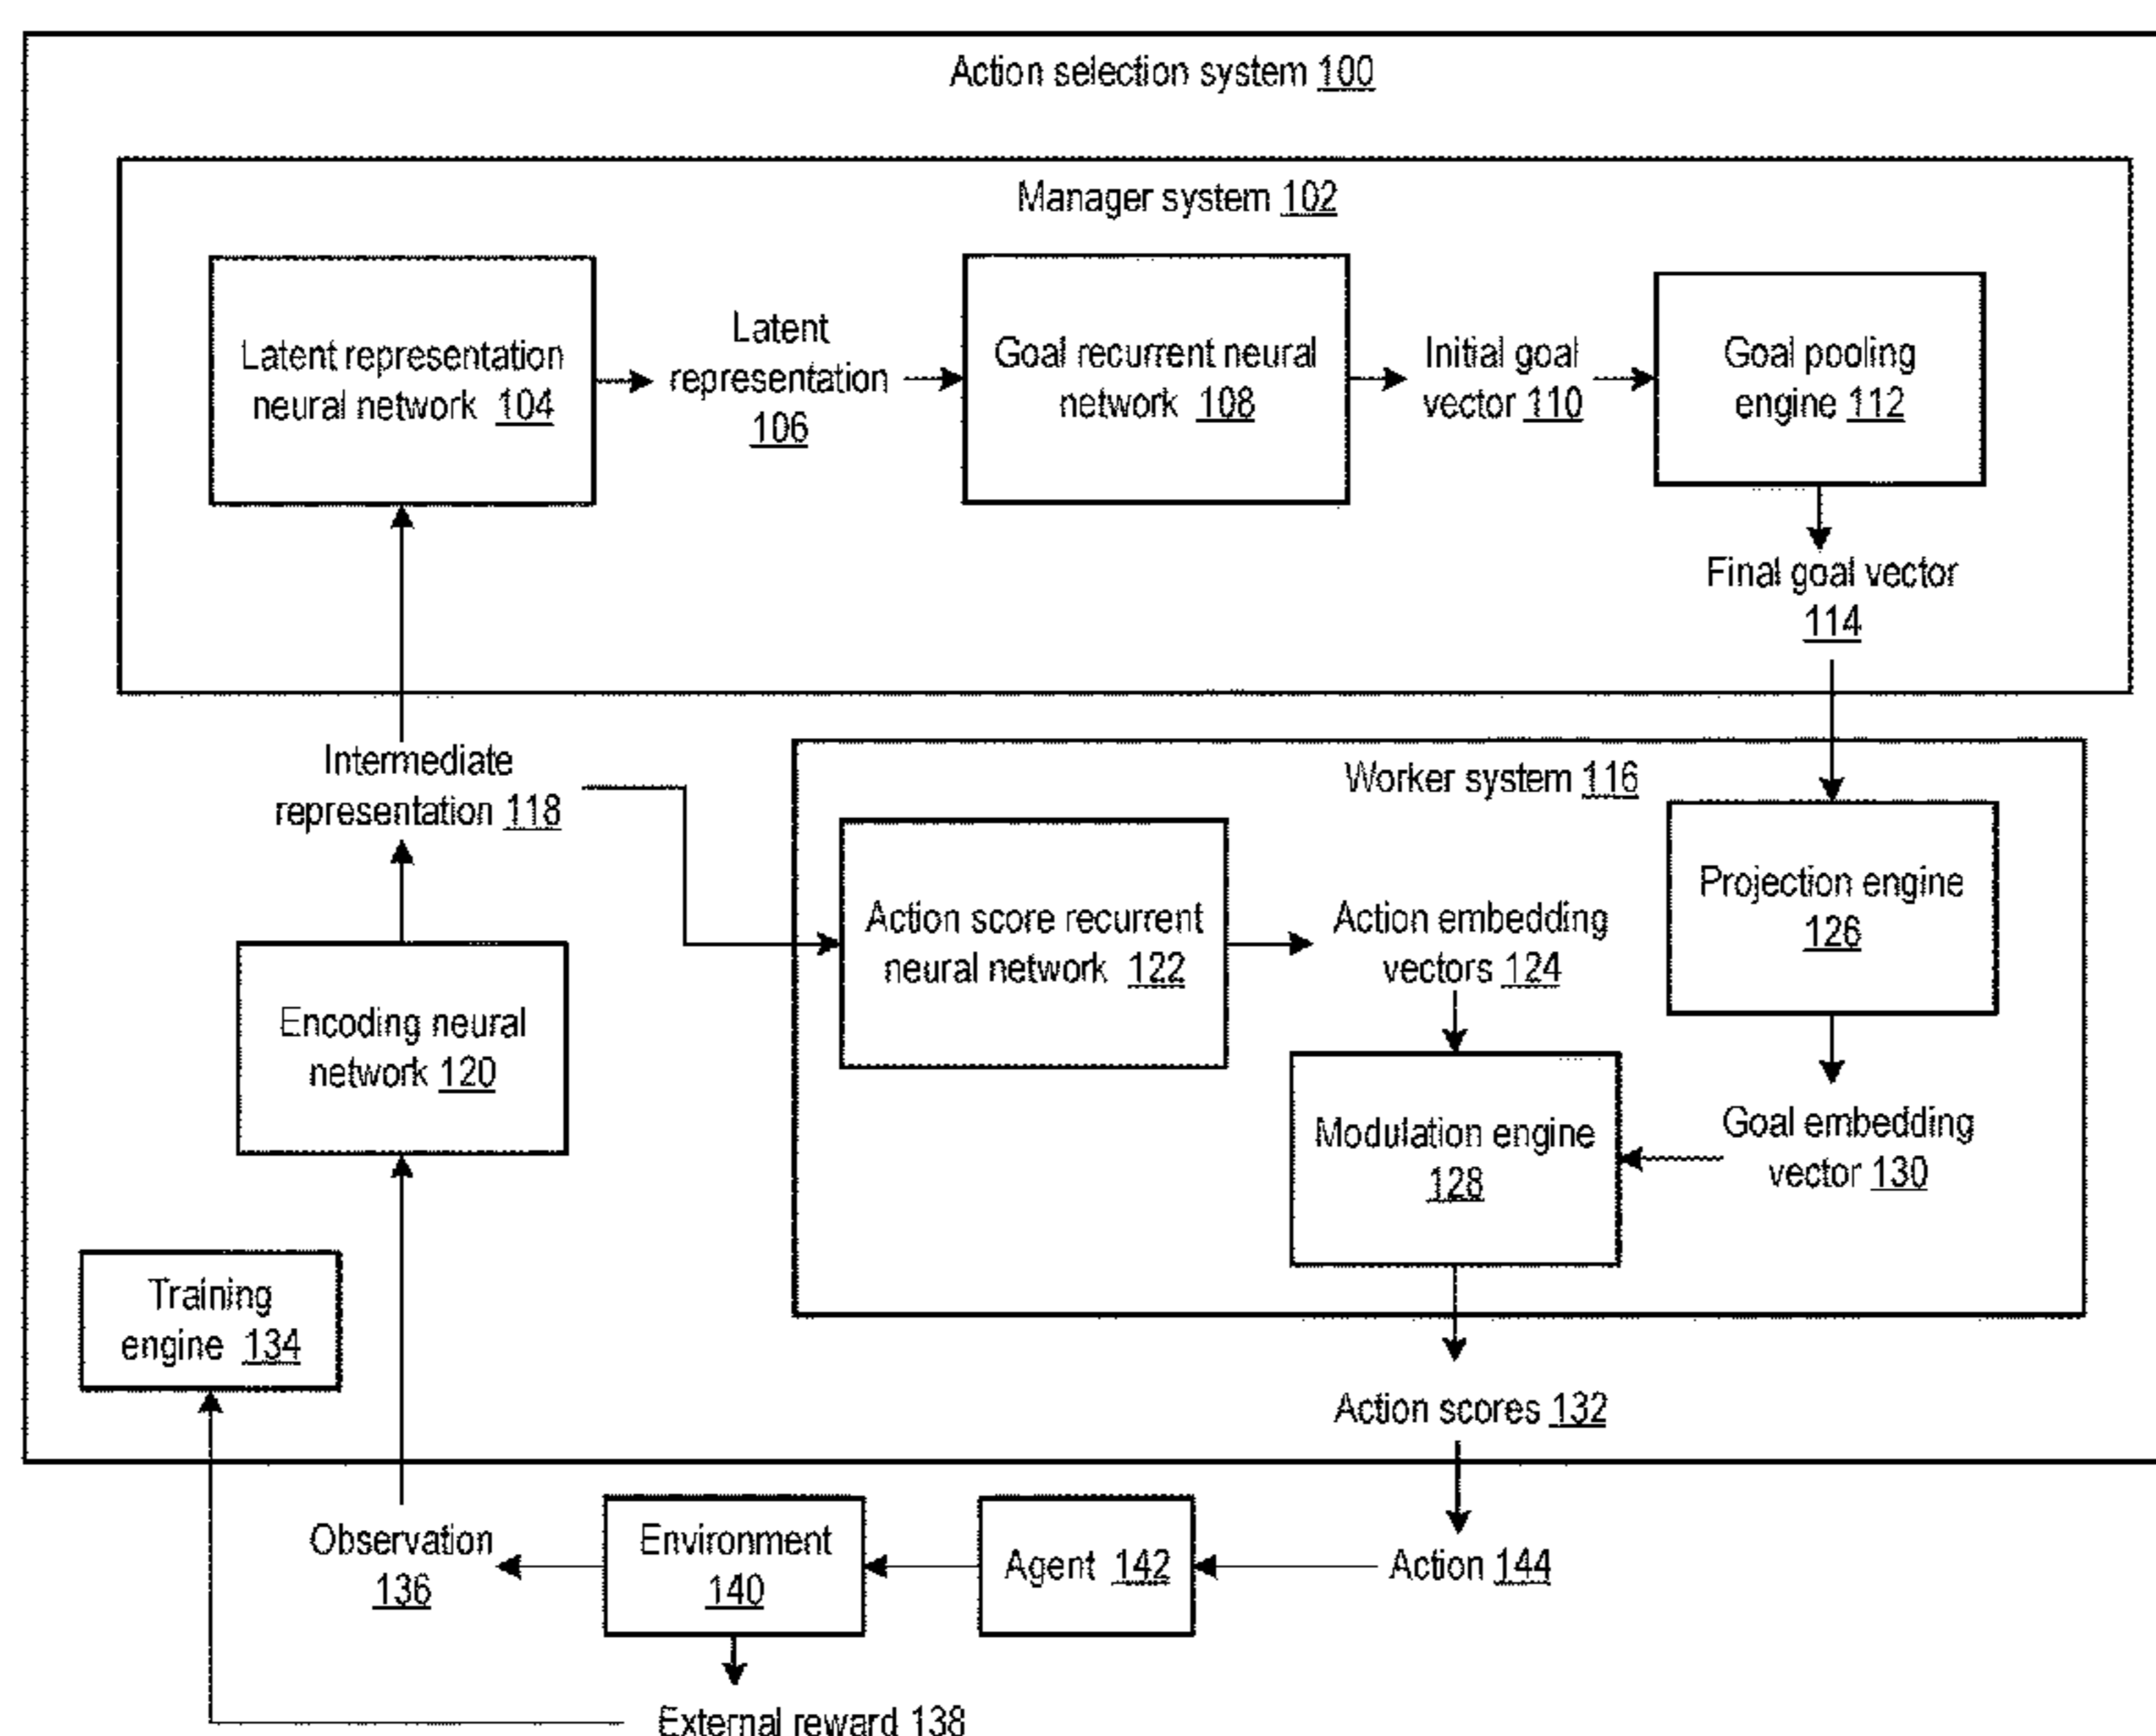 Action selection system 100
Manager system 102
Latent representation
neural network 104
Latent
representation
106
Goal recurrent neural
network 108
Initial goal
vector 110
Goal pooling
engine 112
Final goal vector
114
Intermediate
representation 118
Worker system 116
Action score recurrent
neural network 122
Action embedding
vectors 124
Projection engine
126
Encoding neural
network 120
Modulation engine
128
Goal embedding
vector 130
Training
engine 134
Action scores 132
Observation
136
Environment
140
Agent 142
Action 144
External reward 138